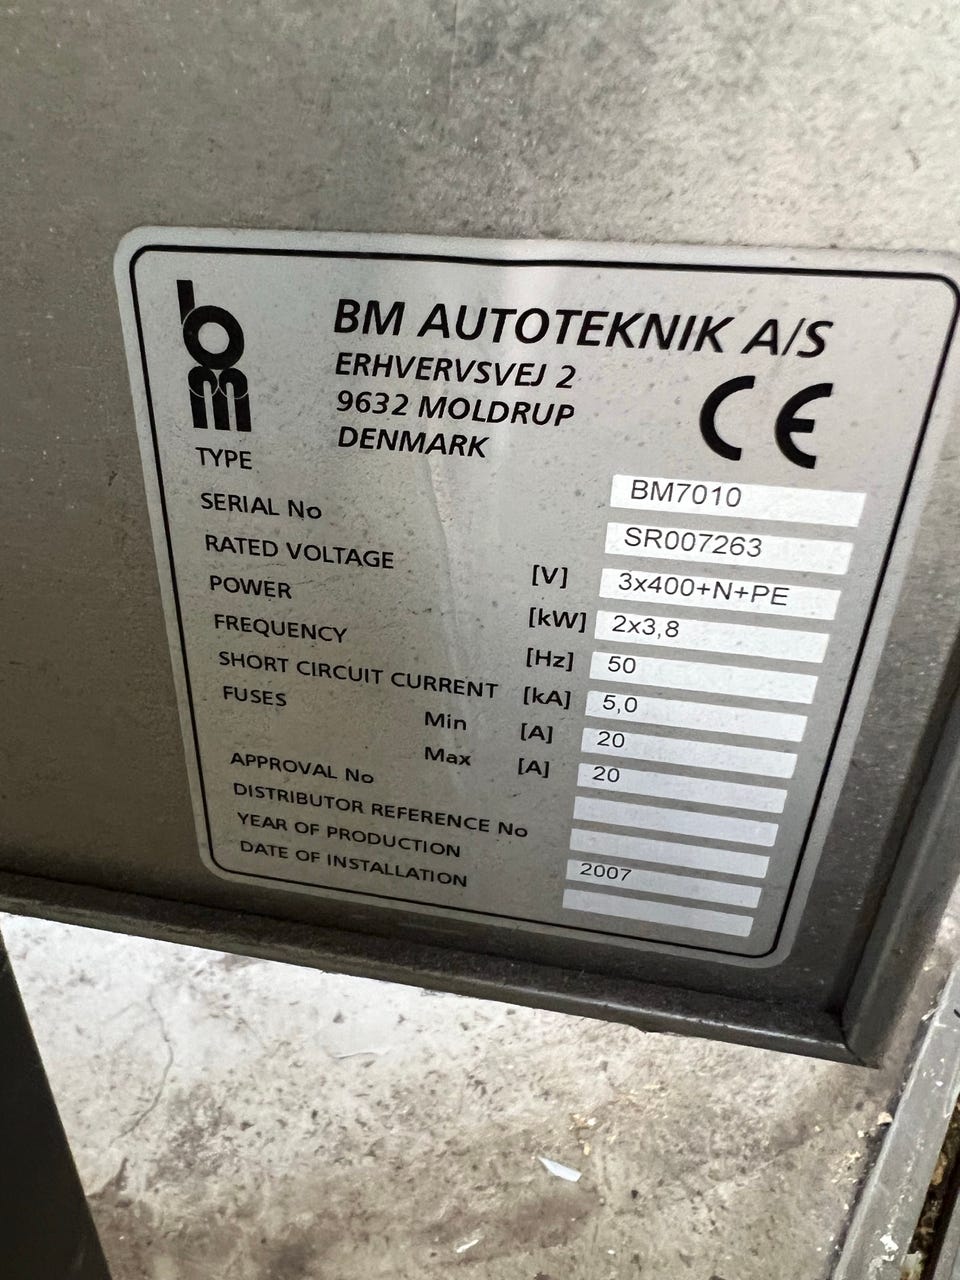 bm
BM AUTOTEKNIK A/S
ERHVERVSVEJ 2
9632 MOLDRUP
DENMARK
CE
TYPE BM7010
SERIAL No SR007263
RATED VOLTAGE [V] 3x400+N+PE
POWER [kW] 2x3,8
FREQUENCY [Hz] 50
SHORT CIRCUIT CURRENT [kA] 5,0
FUSES Min [A] 20
Max [A] 20
APPROVAL No
DISTRIBUTOR REFERENCE No
YEAR OF PRODUCTION 2007
DATE OF INSTALLATION